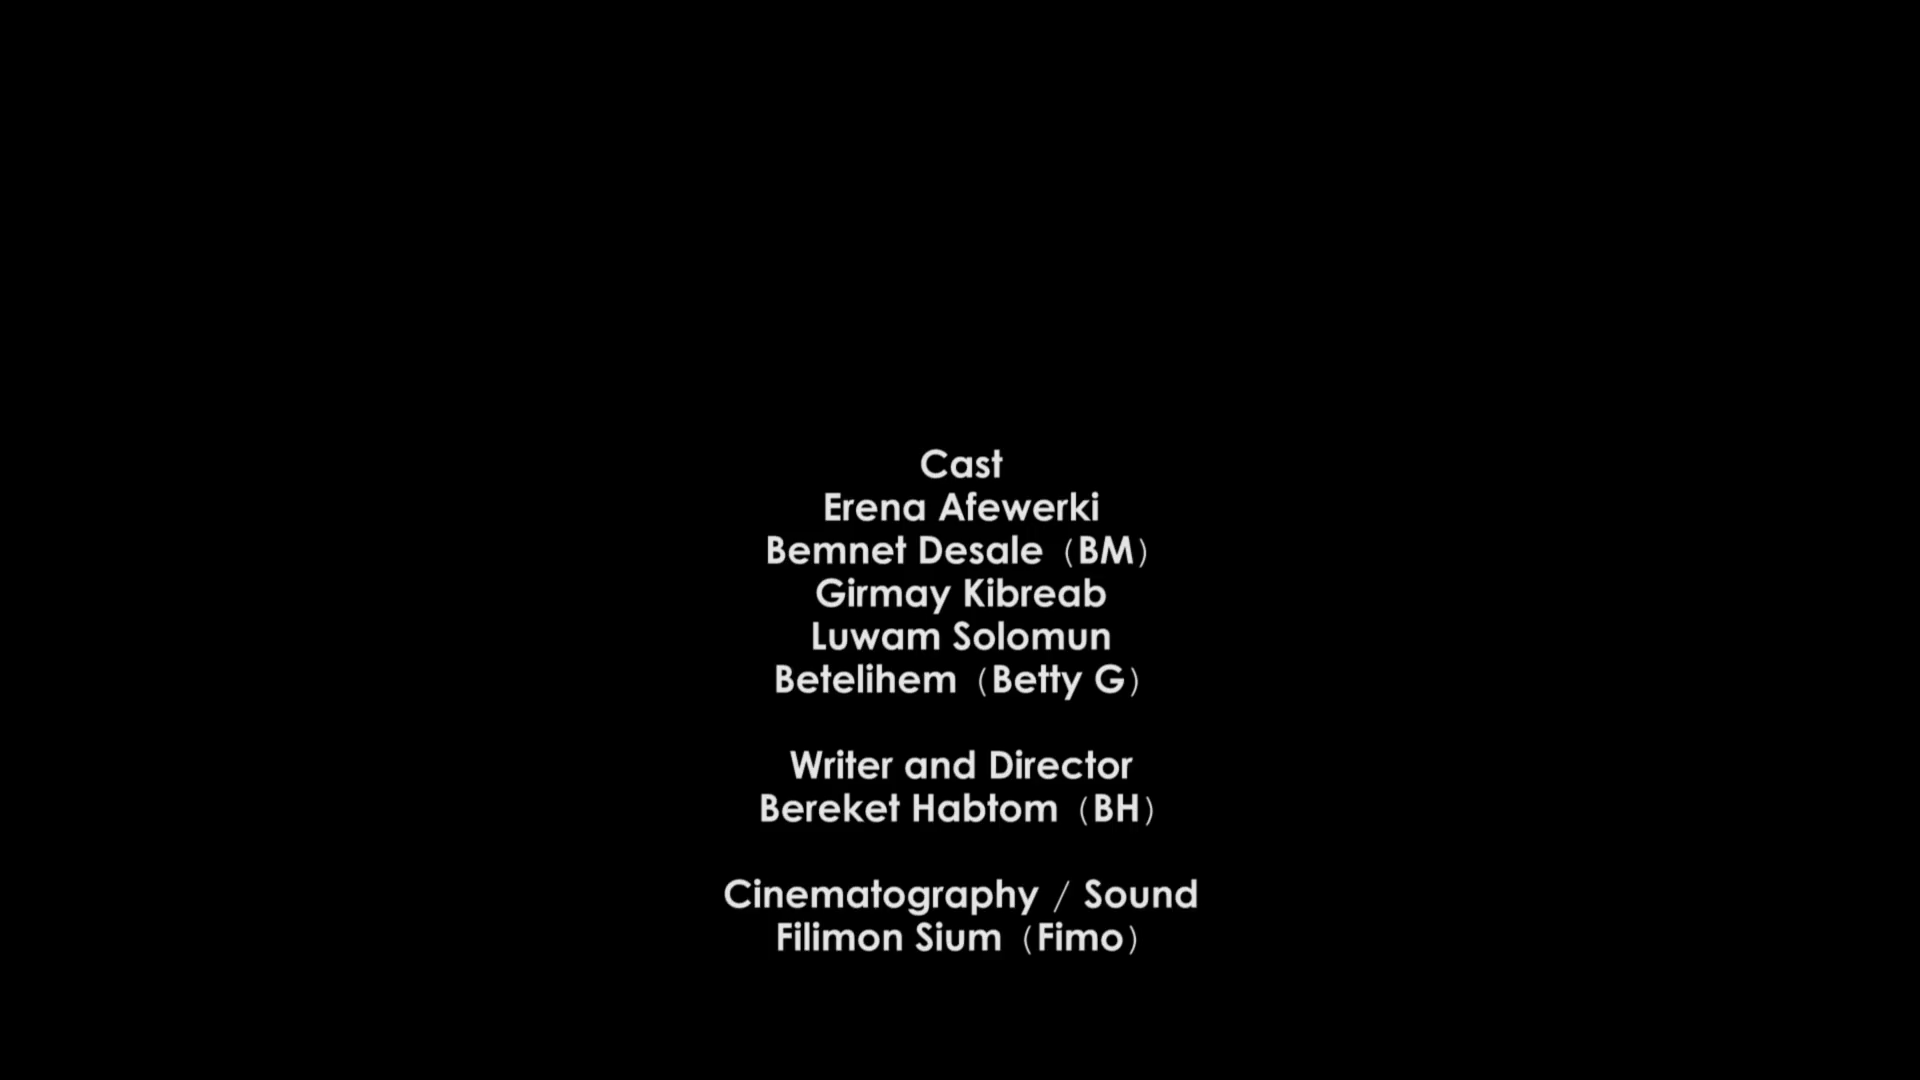 Cast
Erena Afewerki
Bemnet Desale (BM)
Girmay Kibreab
Luwam Solomun
Betelihem (Betty G)
Writer and Director
Bereket Habtom (BH)
Cinematography / Sound
Filimon Sium (Fimo)